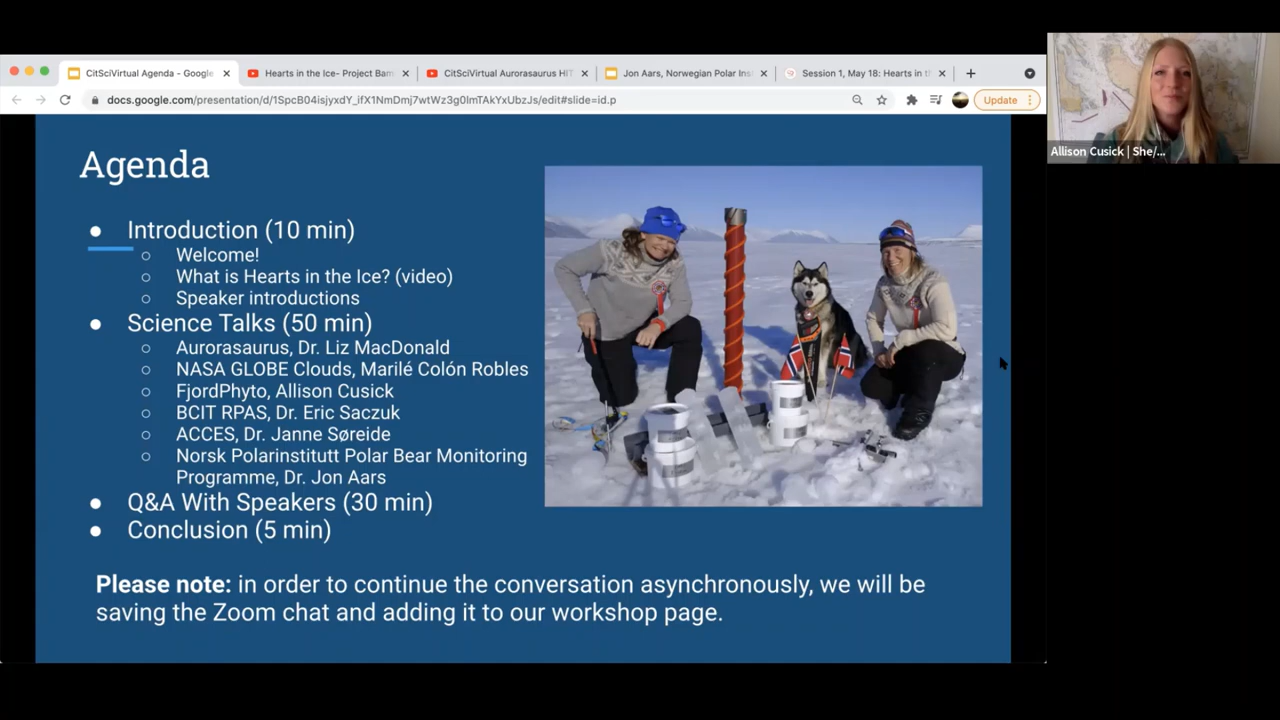 CitSciVirtual Agenda - Google
Hearts in the Ice- Project Bam
CitSciVirtual Aurorasaurus HIT
Jon Aars, Norwegian Polar Ins
Session 1, May 18: Hearts in t
docs.google.com/presentation/d/1SpcB04isjyxdY_ifX1NmDmj7wtWz3g0ImTAkYxUbzJs/edit#slide=id.p
Update
Allison Cusick | She/...
Agenda
● Introduction (10 min)
○ Welcome!
○ What is Hearts in the Ice? (video)
○ Speaker introductions
● Science Talks (50 min)
○ Aurorasaurus, Dr. Liz MacDonald
○ NASA GLOBE Clouds, Marilé Colón Robles
○ FjordPhyto, Allison Cusick
○ BCIT RPAS, Dr. Eric Saczuk
○ ACCES, Dr. Janne Søreide
○ Norsk Polarinstitutt Polar Bear Monitoring
Programme, Dr. Jon Aars
● Q&A With Speakers (30 min)
● Conclusion (5 min)
Please note: in order to continue the conversation asynchronously, we will be
saving the Zoom chat and adding it to our workshop page.